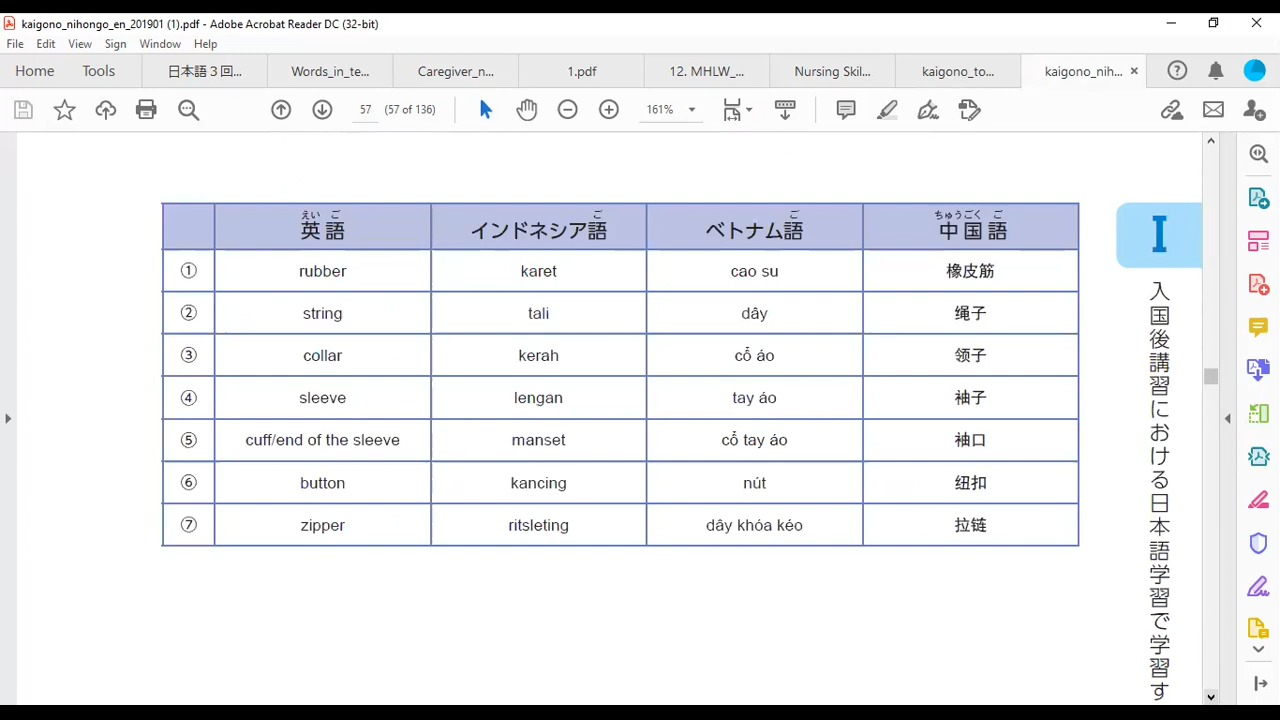 kaigono_nihongo_en_201901 (1).pdf - Adobe Acrobat Reader DC (32-bit)
File Edit View Sign Window Help
Home Tools 日本語３回... Words_in_te... Caregiver_n... 1.pdf 12. MHLW_... Nursing Skil... kaigono_to... kaigono_nih...
57 (57 of 136) 161%
えい ご ご ご ちゅうごく ご
英語 インドネシア語 ベトナム語 中国語
① rubber karet cao su 橡皮筋
② string tali dây 绳子
③ collar kerah cổ áo 领子
④ sleeve lengan tay áo 袖子
⑤ cuff/end of the sleeve manset cổ tay áo 袖口
⑥ button kancing nút 纽扣
⑦ zipper ritsleting dây khóa kéo 拉链
I
入国後講習における日本語学習で学習す